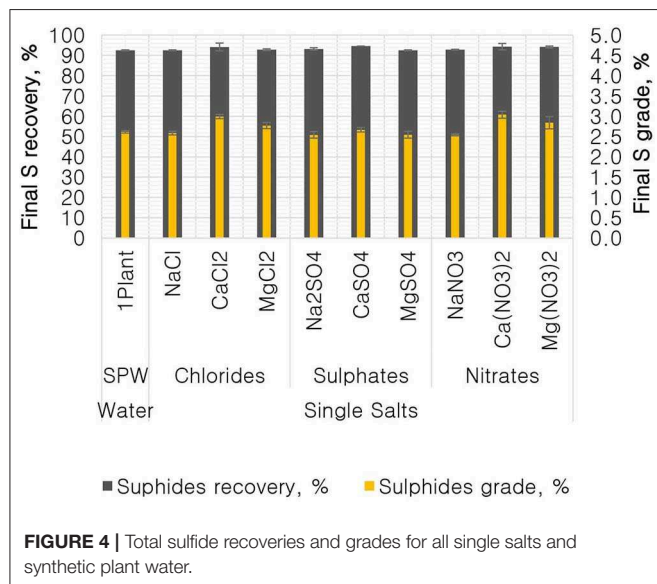 Final S recovery, %
100
90
80
70
60
50
40
30
20
10
0
Final S grade, %
5.0
4.5
4.0
3.5
3.0
2.5
2.0
1.5
1.0
0.5
0.0
1Plant
NaCl
CaCl2
MgCl2
Na2SO4
CaSO4
MgSO4
NaNO3
Ca(NO3)2
Mg(NO3)2
SPW Chlorides Sulphates Nitrates
Water Single Salts
Suphides recovery, % Sulphides grade, %
FIGURE 4 | Total sulfide recoveries and grades for all single salts and
synthetic plant water.